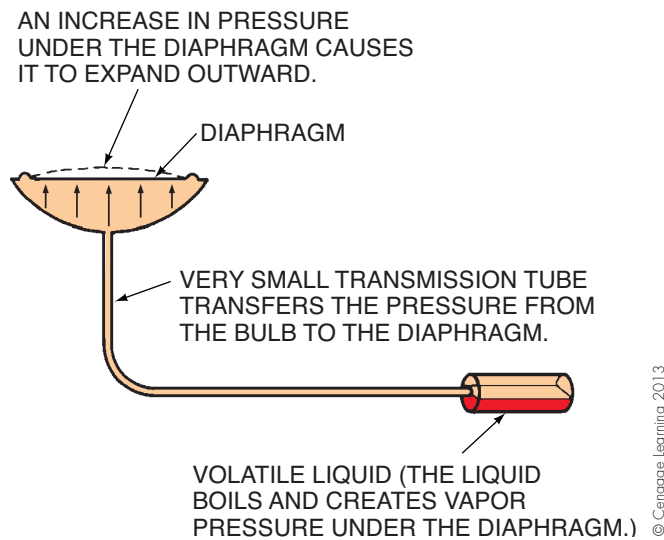 AN INCREASE IN PRESSURE
UNDER THE DIAPHRAGM CAUSES
IT TO EXPAND OUTWARD.
DIAPHRAGM
VERY SMALL TRANSMISSION TUBE
TRANSFERS THE PRESSURE FROM
THE BULB TO THE DIAPHRAGM.
VOLATILE LIQUID (THE LIQUID
BOILS AND CREATES VAPOR
PRESSURE UNDER THE DIAPHRAGM.)
© Cengage Learning 2013